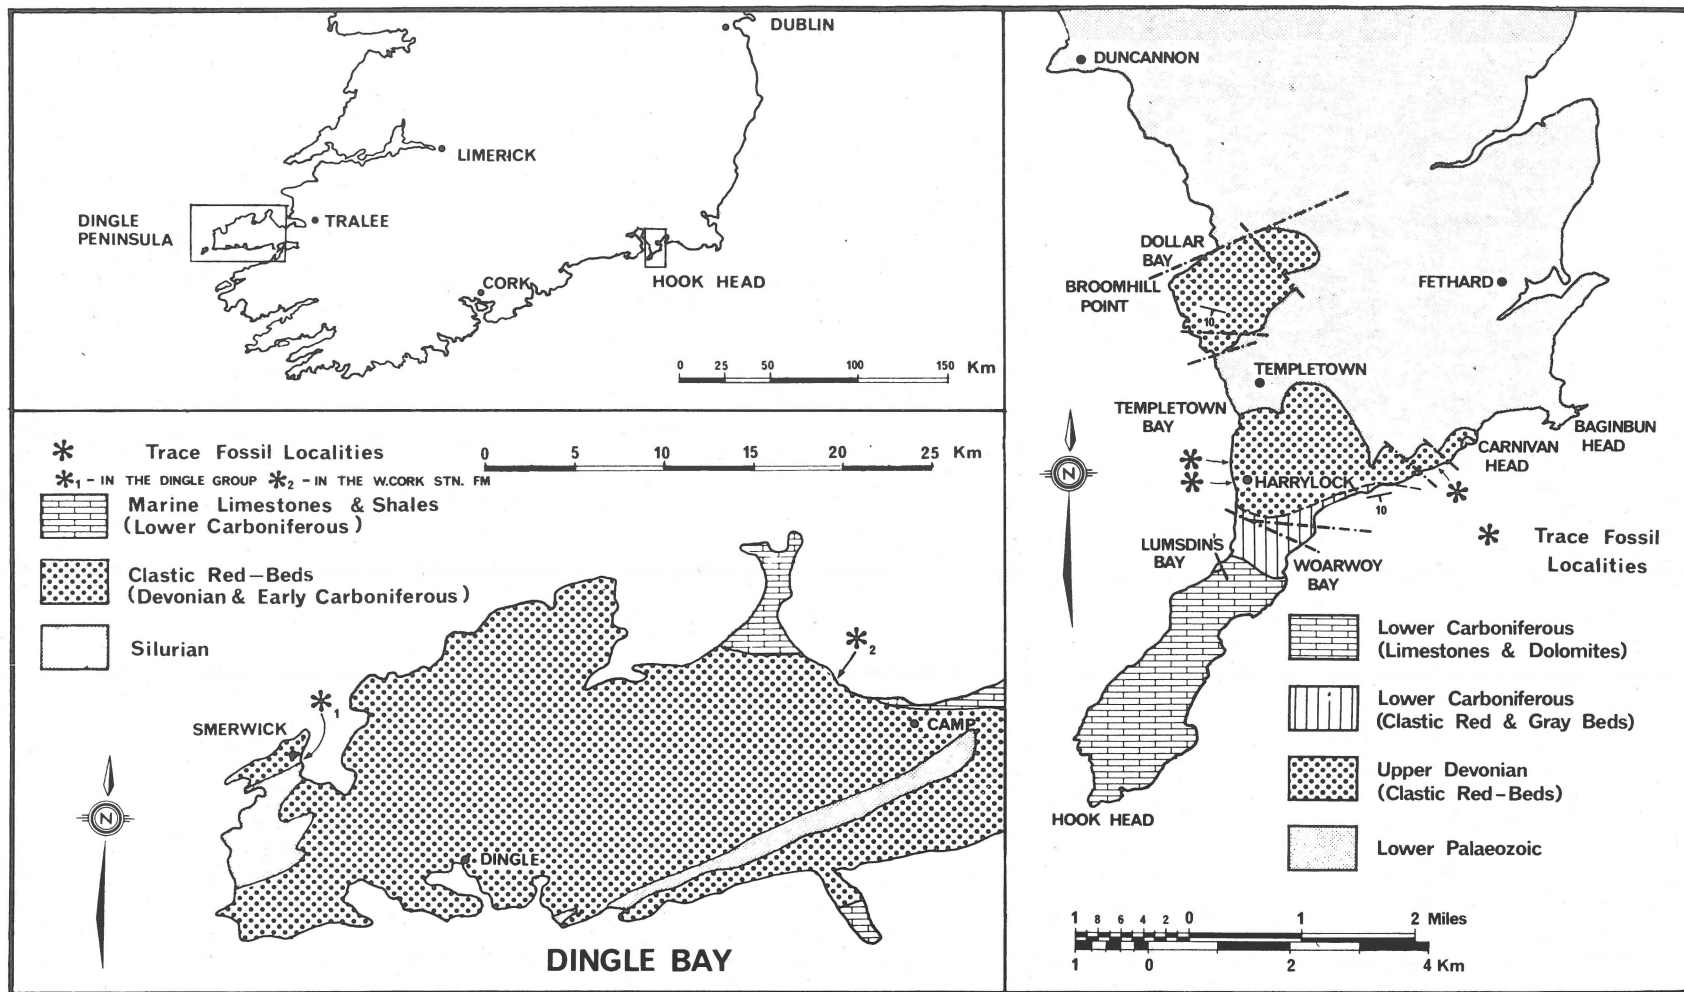 DUBLIN
LIMERICK
DINGLE
PENINSULA
TRALEE
CORK
HOOK HEAD
0 25 50 100 150 Km
Trace Fossil Localities
*1 - IN THE DINGLE GROUP *2 - IN THE W.CORK STN. FM
0 5 10 15 20 25 Km
Marine Limestones & Shales
(Lower Carboniferous)
Clastic Red-Beds
(Devonian & Early Carboniferous)
Silurian
2
1
SMERWICK
CAMP
N
DINGLE
DINGLE BAY
DUNCANNON
DOLLAR
BAY
BROOMHILL
POINT
FETHARD
10
TEMPLETOWN
TEMPLETOWN
BAY
BAGINBUN
HEAD
CARNIVAN
HEAD
N
HARRYLOCK
10
LUMSDIN'S
BAY
WOARWOY
BAY
Trace Fossil
Localities
Lower Carboniferous
(Limestones & Dolomites)
Lower Carboniferous
(Clastic Red & Gray Beds)
Upper Devonian
(Clastic Red-Beds)
HOOK HEAD
Lower Palaeozoic
1 8 6 4 2 0 1 2 Miles
1 0 2 4 Km